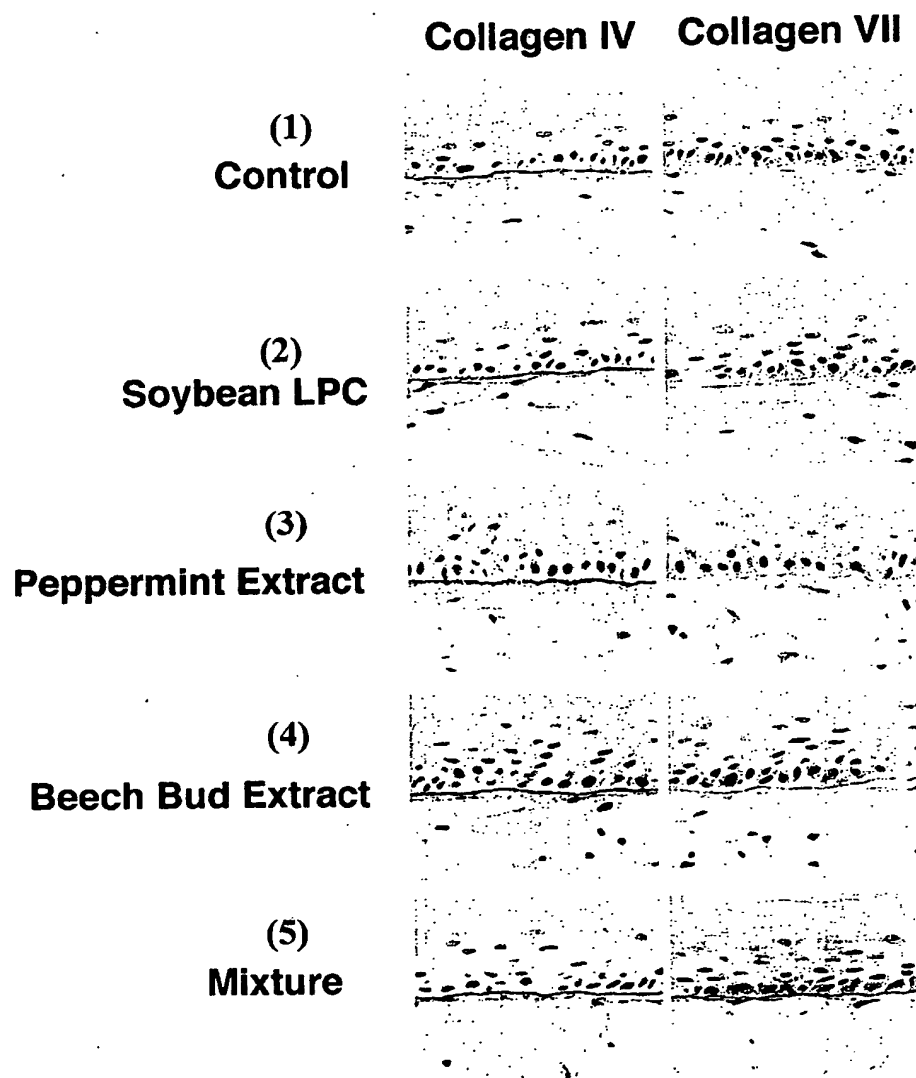 Collagen IV Collagen VII
(1)
Control
(2)
Soybean LPC
(3)
Peppermint Extract
(4)
Beech Bud Extract
(5)
Mixture